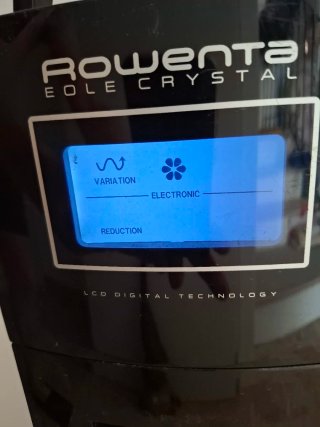 Rowenta
EOLE CRYSTAL
VARIATION
ELECTRONIC
REDUCTION
LCD DIGITAL TECHNOLOGY